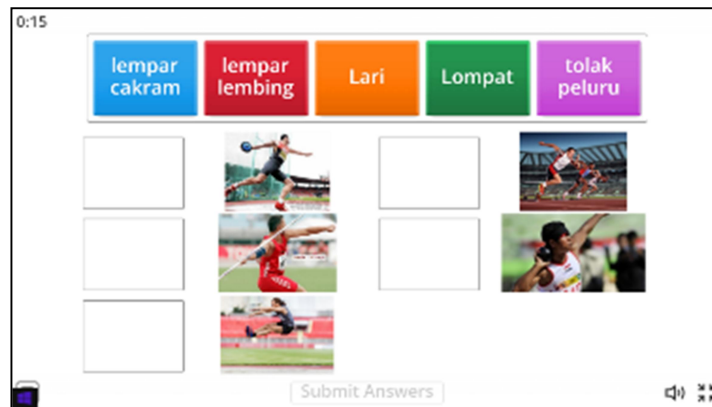 0:15
lempar
cakram
lempar
lembing
Lari
Lompat
tolak
peluru
Submit Answers